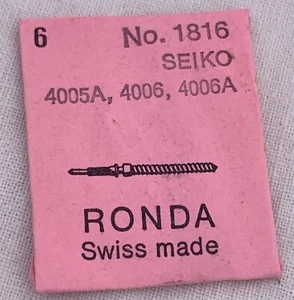 6 No. 1816
SEIKO
4005A, 4006, 4006A
RONDA
Swiss made